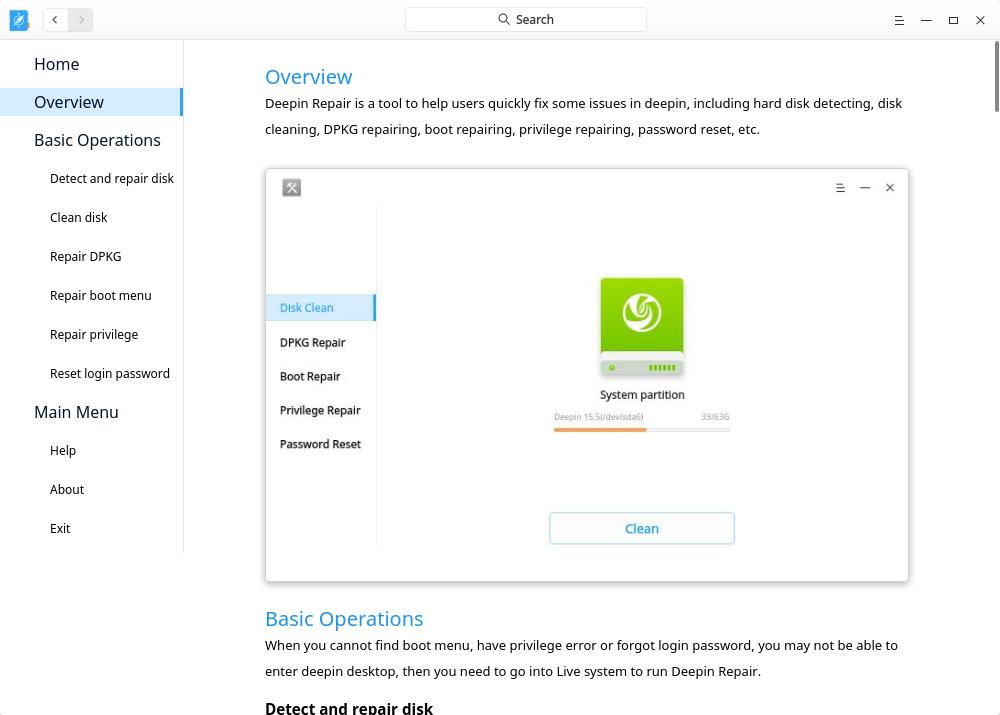 Search
Home
Overview
Basic Operations
Detect and repair disk
Clean disk
Repair DPKG
Repair boot menu
Repair privilege
Reset login password
Main Menu
Help
About
Exit
Overview
Deepin Repair is a tool to help users quickly fix some issues in deepin, including hard disk detecting, disk
cleaning, DPKG repairing, boot repairing, privilege repairing, password reset, etc.
Disk Clean
DPKG Repair
Boot Repair
Privilege Repair
Password Reset
System partition
Deepin 15.5(/dev/sda6) 33/63G
Clean
Basic Operations
When you cannot find boot menu, have privilege error or forgot login password, you may not be able to
enter deepin desktop, then you need to go into Live system to run Deepin Repair.
Detect and repair disk